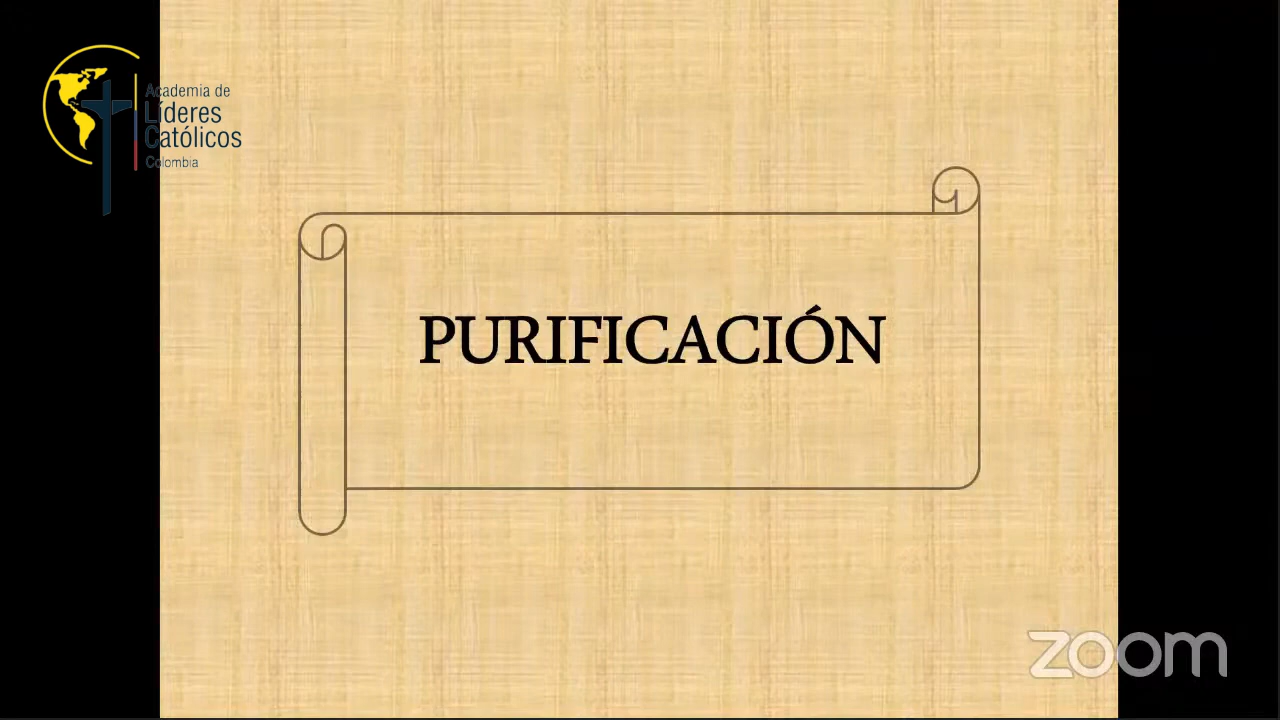 Academia de
Líderes
Católicos
Colombia
PURIFICACIÓN
zoom